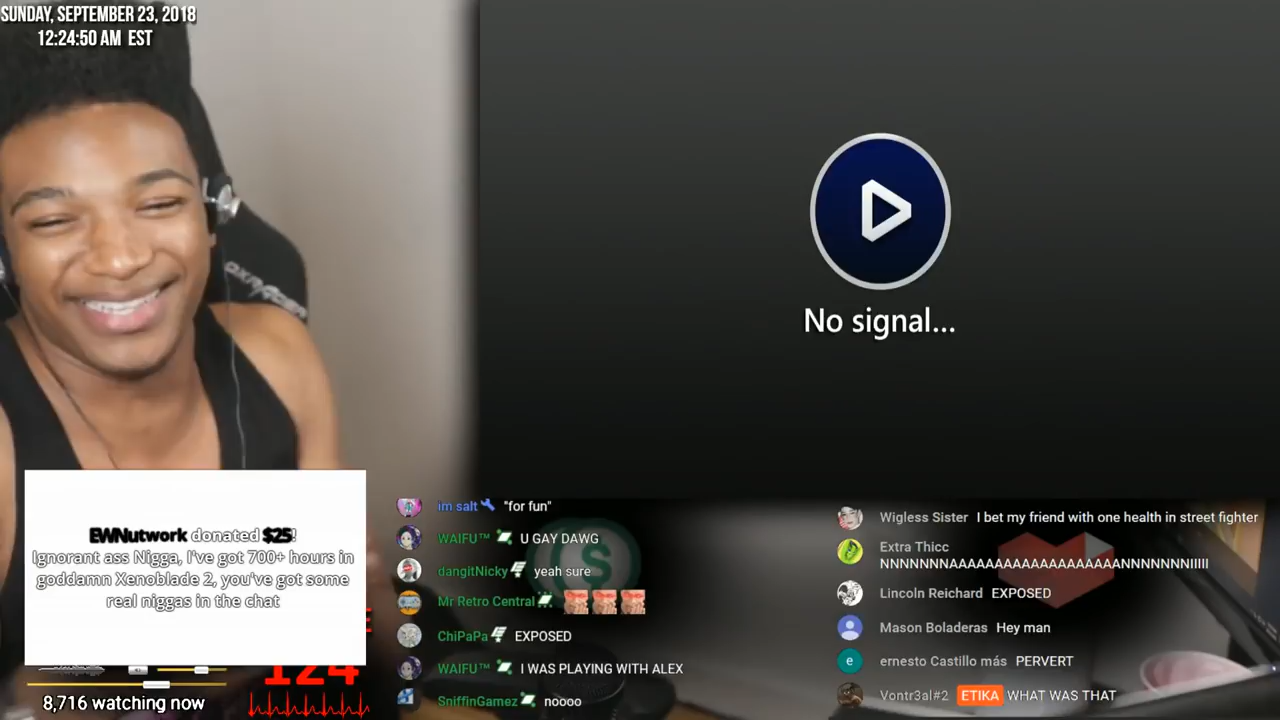 SUNDAY, SEPTEMBER 23, 2018
12:24:50 AM EST
No signal...
EWNutwork donated $25!
Ignorant ass Nigga, I've got 700+ hours in
goddamn Xenoblade 2, you've got some
real niggas in the chat
124
8,716 watching now
im salt "for fun"
WAIFU™ U GAY DAWG
dangitNicky yeah sure
Mr Retro Central
ChiPaPa EXPOSED
WAIFU™ I WAS PLAYING WITH ALEX
SniffinGamez noooo
Wigless Sister I bet my friend with one health in street fighter
Extra Thicc
NNNNNNNAAAAAAAAAAAAAAAAAAANNNNNNNIIIII
Lincoln Reichard EXPOSED
Mason Boladeras Hey man
ernesto Castillo más PERVERT
Vontr3al#2 ETIKA WHAT WAS THAT